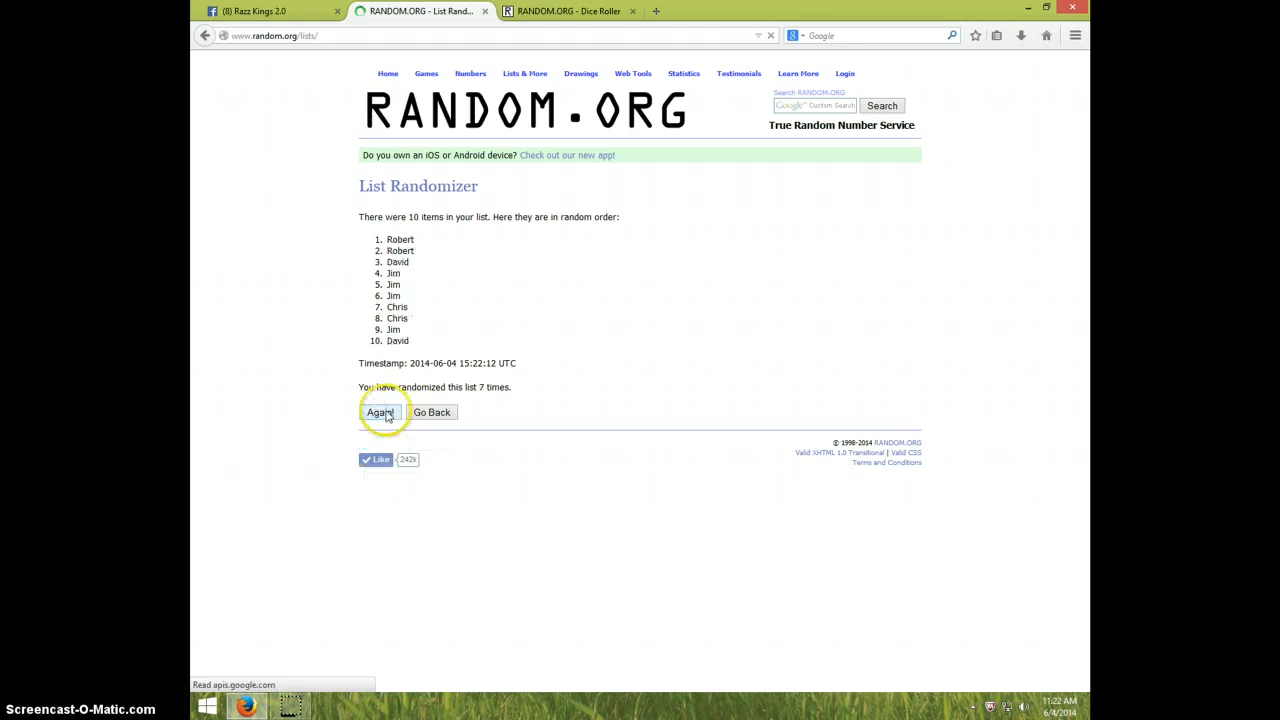 (8) Razz Kings 2.0
RANDOM.ORG - List Rand...
RANDOM.ORG - Dice Roller
www.random.org/lists/
Google
Home Games Numbers Lists & More Drawings Web Tools Statistics Testimonials Learn More Login
RANDOM.ORG
Search RANDOM.ORG
Google™ Custom Search
Search
True Random Number Service
Do you own an iOS or Android device? Check out our new app!
List Randomizer
There were 10 items in your list. Here they are in random order:
1. Robert
2. Robert
3. David
4. Jim
5. Jim
6. Jim
7. Chris
8. Chris
9. Jim
10. David
Timestamp: 2014-06-04 15:22:12 UTC
You have randomized this list 7 times.
Again! Go Back
© 1998-2014 RANDOM.ORG
Valid XHTML 1.0 Transitional | Valid CSS
Terms and Conditions
Like 242k
Read apis.google.com
11:22 AM
6/4/2014
Screencast-O-Matic.com